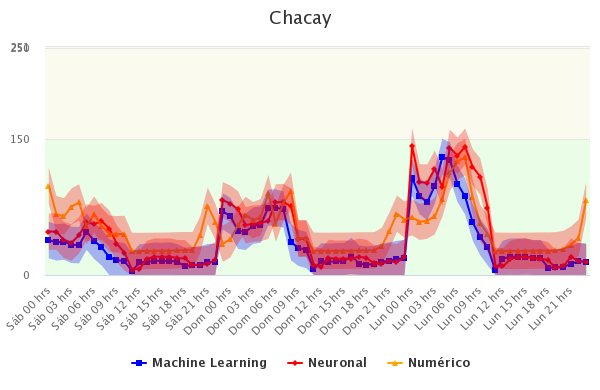 Chacay
250
150
0
Sáb 00 hrs
Sáb 03 hrs
Sáb 06 hrs
Sáb 09 hrs
Sáb 12 hrs
Sáb 15 hrs
Sáb 18 hrs
Sáb 21 hrs
Dom 00 hrs
Dom 03 hrs
Dom 06 hrs
Dom 09 hrs
Dom 12 hrs
Dom 15 hrs
Dom 18 hrs
Dom 21 hrs
Lun 00 hrs
Lun 03 hrs
Lun 06 hrs
Lun 09 hrs
Lun 12 hrs
Lun 15 hrs
Lun 18 hrs
Lun 21 hrs
Machine Learning Neuronal Numérico